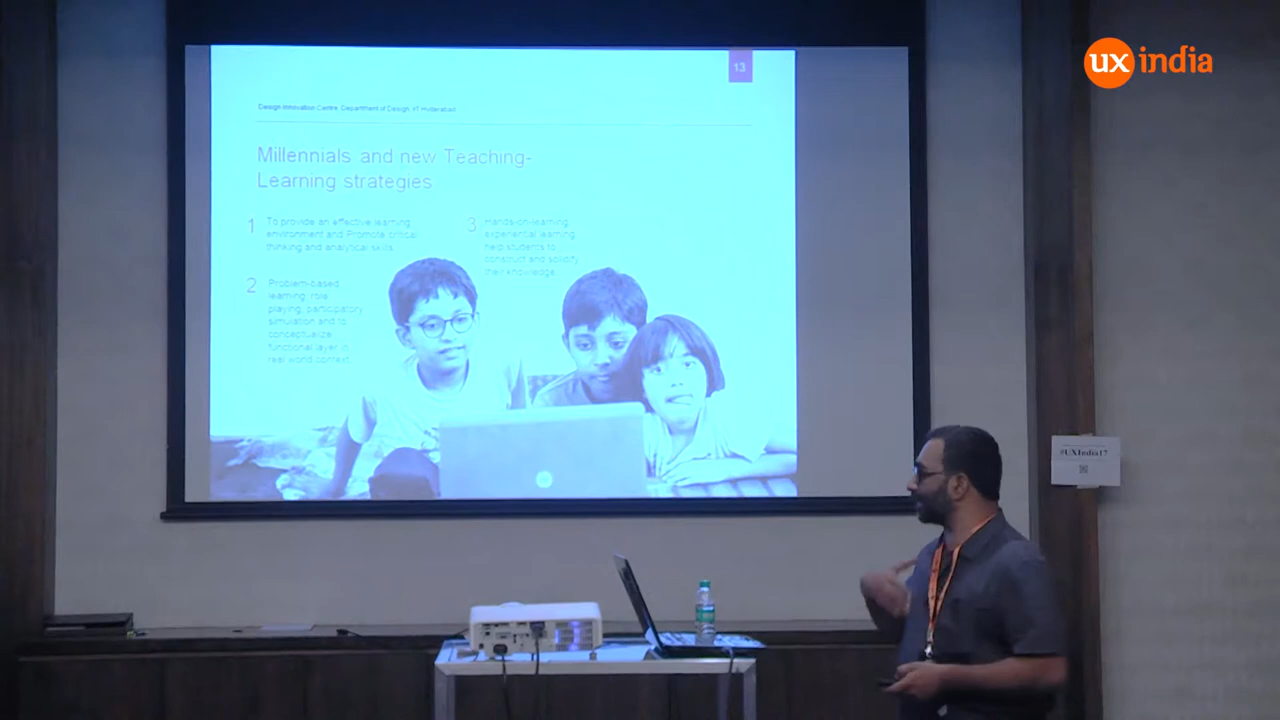 ux india
13
Design Innovation Centre, Department of Design, IIT Hyderabad
Millennials and new Teaching-
Learning strategies
1
To provide an effective learning
environment and Promote critical
thinking and analytical skills
2
Problem-based
learning, role
playing, participatory
simulation and to
conceptualize
functional layer in
real world context.
3
Hands-on-learning,
experiential learning
help students to
construct and solidify
their knowledge.
hp
#UXIndia17